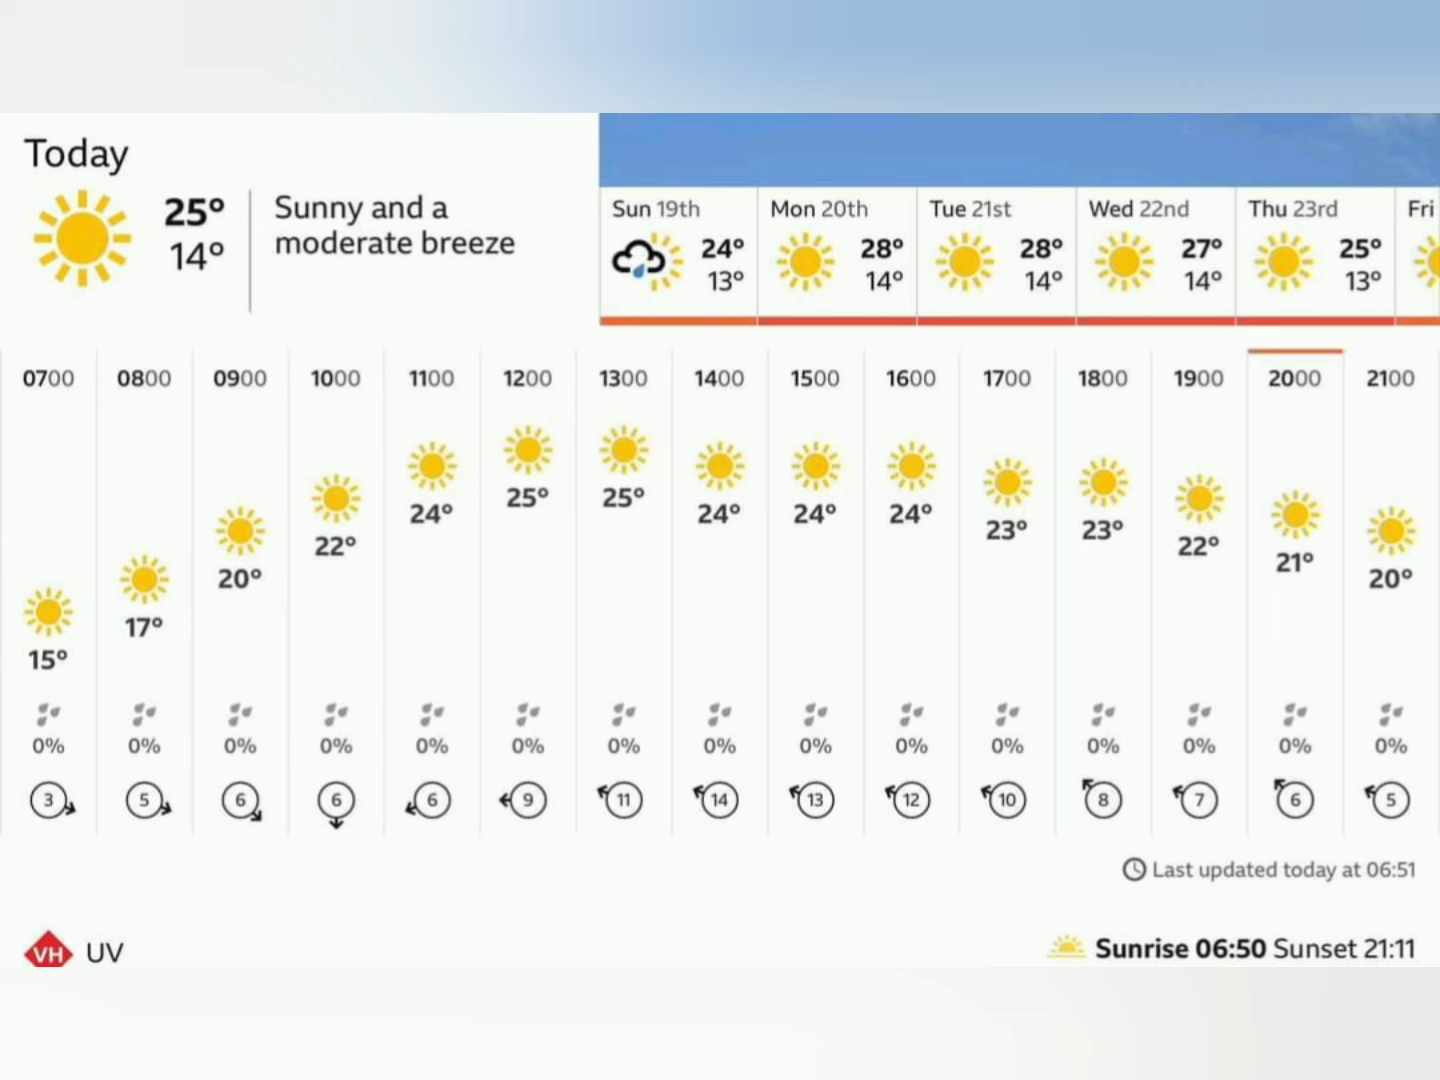 Today
25°
14°
Sunny and a
moderate breeze
Sun 19th
24°
13°
Mon 20th
28°
14°
Tue 21st
28°
14°
Wed 22nd
27°
14°
Thu 23rd
25°
13°
Fri
0700 0800 0900 1000 1100 1200 1300 1400 1500 1600 1700 1800 1900 2000 2100
15° 17° 20° 22° 24° 25° 25° 24° 24° 24° 23° 23° 22° 21° 20°
0% 0% 0% 0% 0% 0% 0% 0% 0% 0% 0% 0% 0% 0% 0%
3 5 6 6 6 9 11 14 13 12 10 8 7 6 5
Last updated today at 06:51
VH UV
Sunrise 06:50 Sunset 21:11